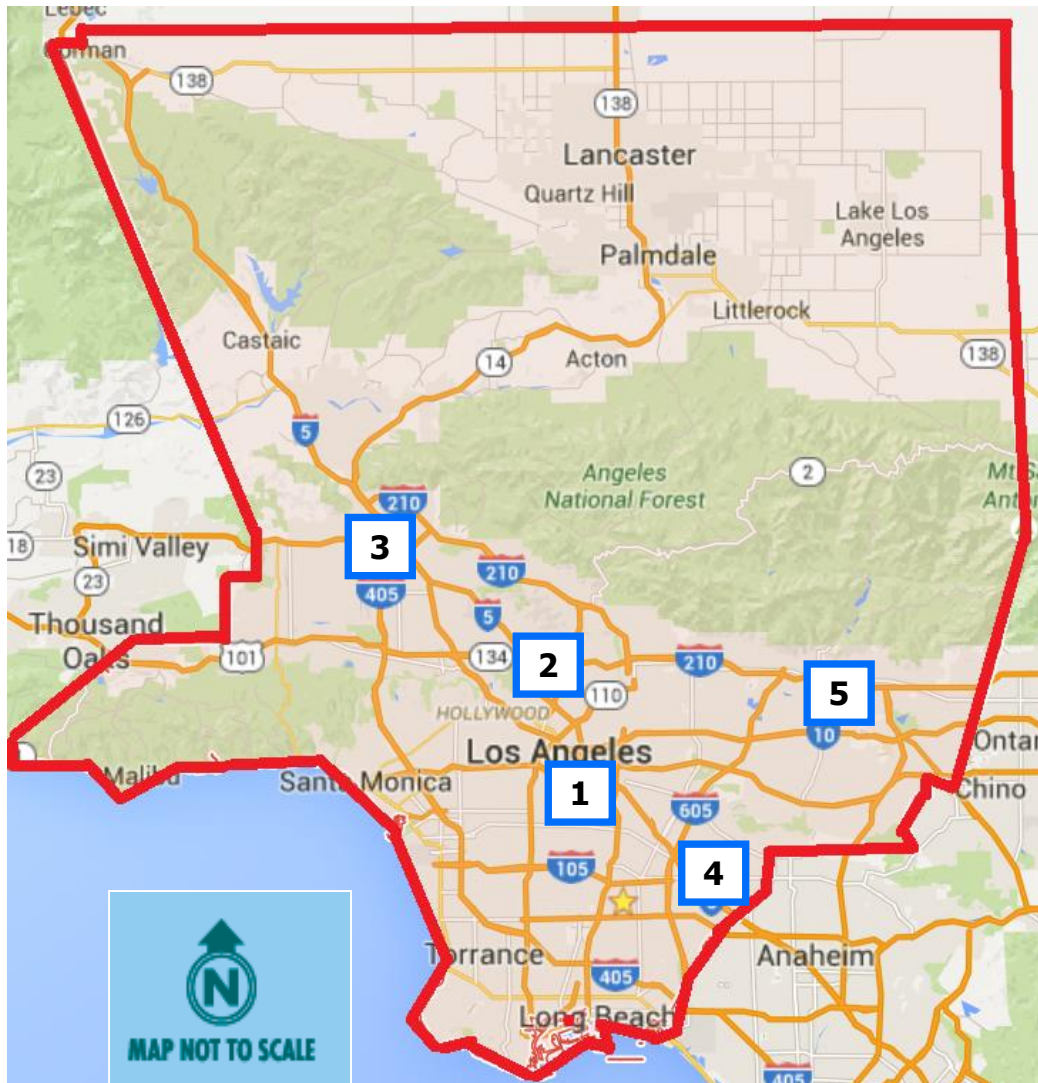 Lebec
Gorman
138
138
Lancaster
Quartz Hill
Lake Los
Angeles
Palmdale
Littlerock
Castaic
14
Acton
138
126
5
23
Angeles
National Forest
2
210
18
Simi Valley
3
210
23
405
5
Thousand
Oaks
101
134
2
210
110
5
HOLLYWOOD
10
Los Angeles
Ontar
Malibu
Santa Monica
1
605
Chino
105
4
Torrance
Anaheim
405
N
Long Beach
MAP NOT TO SCALE
405